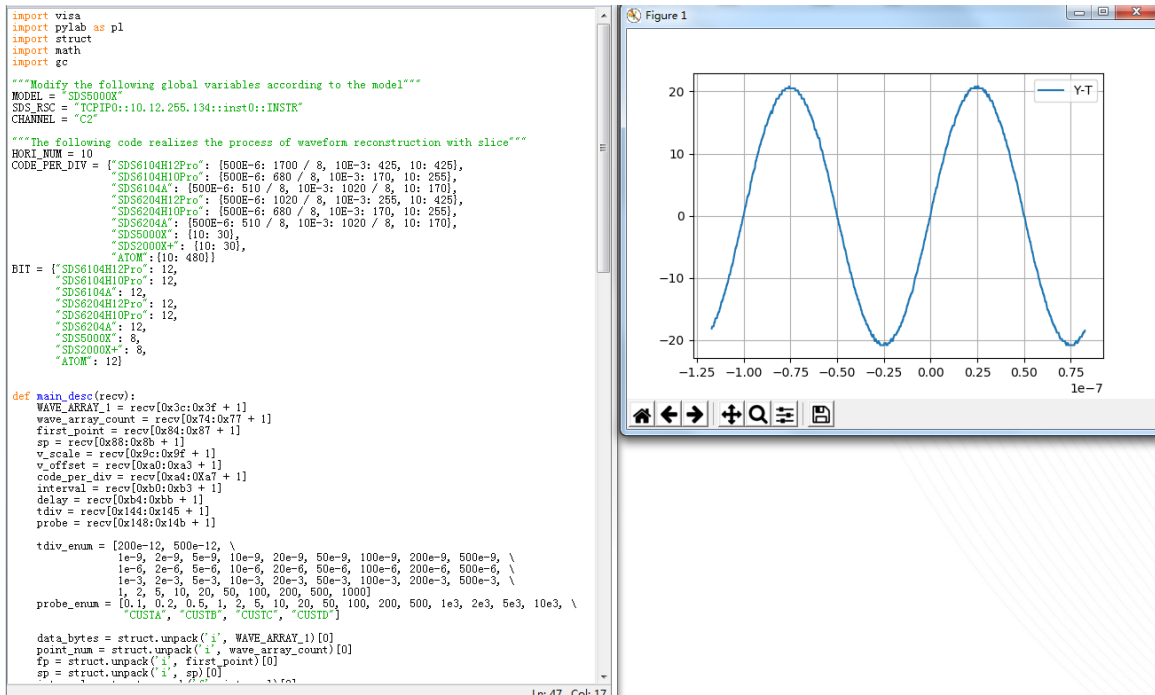 import visa
import pylab as pl
import struct
import math
import gc
"""Modify the following global variables according to the model"""
MODEL = "SDS5000X"
SDS_RSC = "TCPIP0::10.12.255.134::inst0::INSTR"
CHANNEL = "C2"
"""The following code realizes the process of waveform reconstruction with slice"""
HORI_NUM = 10
CODE_PER_DIV = {"SDS6104H12Pro": {500E-6: 1700 / 8, 10E-3: 425, 10: 425},
"SDS6104H10Pro": {500E-6: 680 / 8, 10E-3: 170, 10: 255},
"SDS6104A": {500E-6: 510 / 8, 10E-3: 1020 / 8, 10: 170},
"SDS6204H12Pro": {500E-6: 1020 / 8, 10E-3: 255, 10: 425},
"SDS6204H10Pro": {500E-6: 680 / 8, 10E-3: 170, 10: 255},
"SDS6204A": {500E-6: 510 / 8, 10E-3: 1020 / 8, 10: 170},
"SDS5000X": {10: 30},
"SDS2000X+": {10: 30},
"ATOM":{10: 480}}
BIT = {"SDS6104H12Pro": 12,
"SDS6104H10Pro": 12,
"SDS6104A": 12,
"SDS6204H12Pro": 12,
"SDS6204H10Pro": 12,
"SDS6204A": 12,
"SDS5000X": 8,
"SDS2000X+": 8,
"ATOM": 12}
def main_desc(recv):
WAVE_ARRAY_1 = recv[0x3c:0x3f + 1]
wave_array_count = recv[0x74:0x77 + 1]
first_point = recv[0x84:0x87 + 1]
sp = recv[0x88:0x8b + 1]
v_scale = recv[0x9c:0x9f + 1]
v_offset = recv[0xa0:0xa3 + 1]
code_per_div = recv[0xa4:0Xa7 + 1]
interval = recv[0xb0:0xb3 + 1]
delay = recv[0xb4:0xbb + 1]
tdiv = recv[0x144:0x145 + 1]
probe = recv[0x148:0x14b + 1]
tdiv_enum = [200e-12, 500e-12, \
1e-9, 2e-9, 5e-9, 10e-9, 20e-9, 50e-9, 100e-9, 200e-9, 500e-9, \
1e-6, 2e-6, 5e-6, 10e-6, 20e-6, 50e-6, 100e-6, 200e-6, 500e-6, \
1e-3, 2e-3, 5e-3, 10e-3, 20e-3, 50e-3, 100e-3, 200e-3, 500e-3, \
1, 2, 5, 10, 20, 50, 100, 200, 500, 1000]
probe_enum = [0.1, 0.2, 0.5, 1, 2, 5, 10, 20, 50, 100, 200, 500, 1e3, 2e3, 5e3, 10e3, \
"CUSTA", "CUSTB", "CUSTC", "CUSTD"]
data_bytes = struct.unpack('i', WAVE_ARRAY_1)[0]
point_num = struct.unpack('i', wave_array_count)[0]
fp = struct.unpack('i', first_point)[0]
sp = struct.unpack('i', sp)[0]
Ln: 47 Col: 17
Figure 1
Y-T
20
10
0
−10
−20
−1.25 −1.00 −0.75 −0.50 −0.25 0.00 0.25 0.50 0.75
1e-7